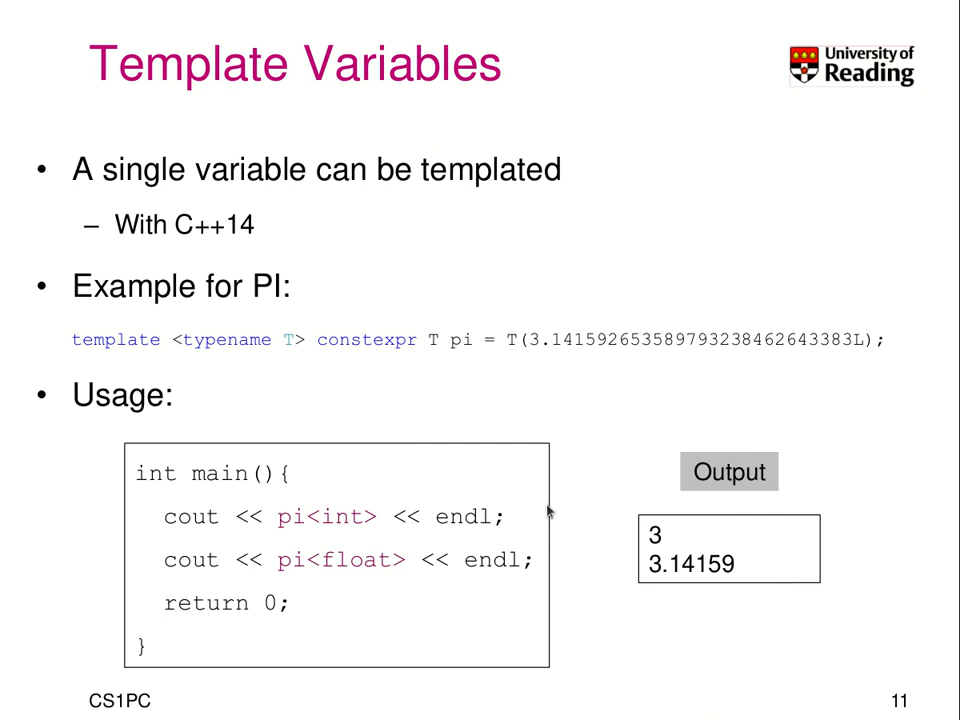 Template Variables
University of
Reading
• A single variable can be templated
– With C++14
• Example for PI:
template <typename T> constexpr T pi = T(3.141592653589793238462643383L);
• Usage:
int main(){
cout << pi<int> << endl;
cout << pi<float> << endl;
return 0;
}
Output
3
3.14159
CS1PC
11